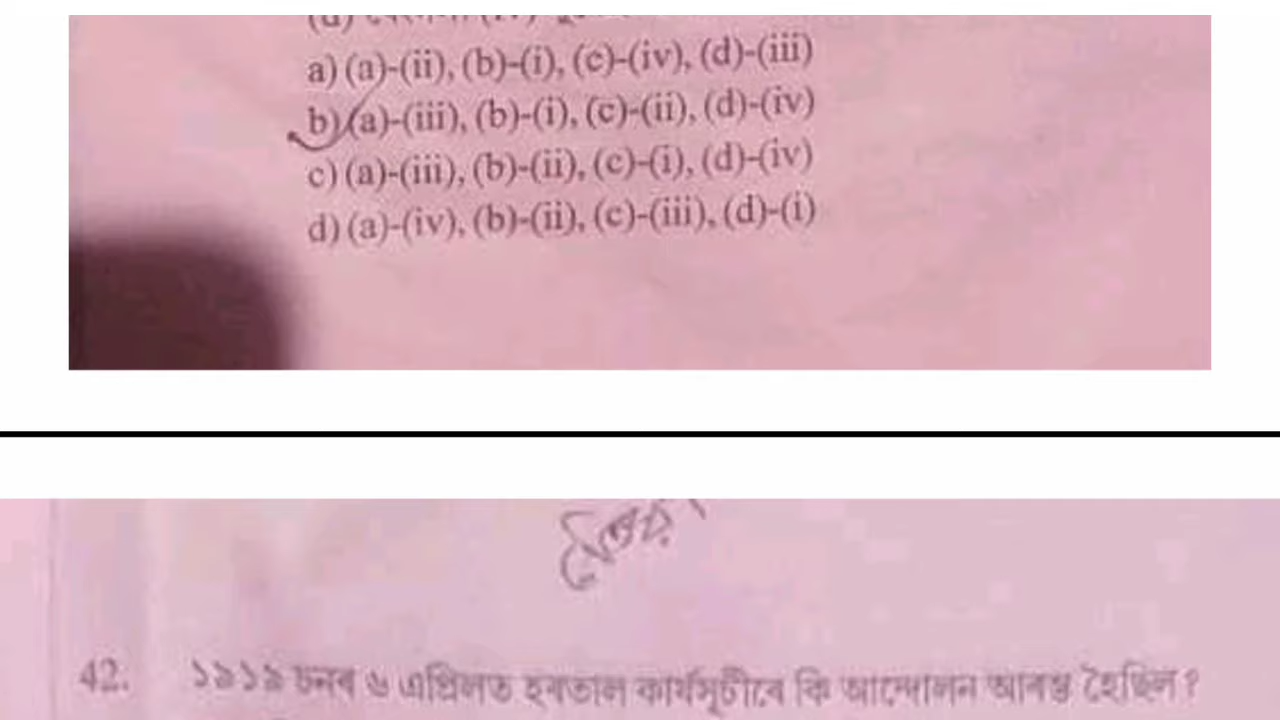 a) (a)-(ii), (b)-(i), (c)-(iv), (d)-(iii)
b) (a)-(iii), (b)-(i), (c)-(ii), (d)-(iv)
c) (a)-(iii), (b)-(ii), (c)-(i), (d)-(iv)
d) (a)-(iv), (b)-(ii), (c)-(iii), (d)-(i)
42. ১৯১৯ চনৰ ৬ এপ্ৰিলত হৰতাল কাৰ্যসূচীৰে কি আন্দোলন আৰম্ভ হৈছিল ?